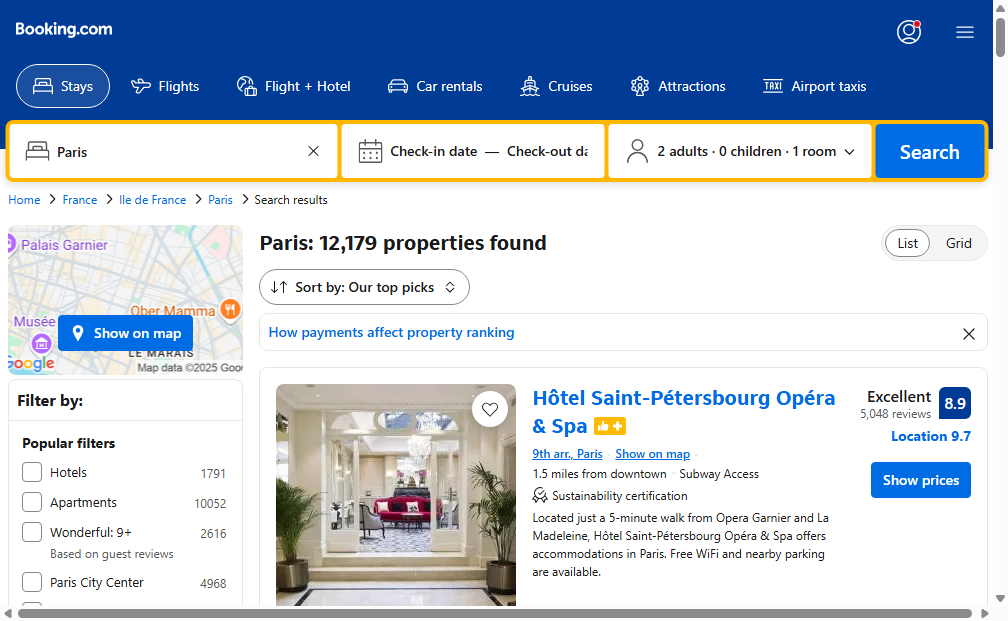 Booking.com
Stays
Flights
Flight + Hotel
Car rentals
Cruises
Attractions
TAXI
Airport taxis
Paris
Check-in date — Check-out da
2 adults · 0 children · 1 room
Search
Home
France
Ile de France
Paris
Search results
Palais Garnier
Ober Mamma
Musée
Show on map
LE MARAIS
Google
Map data ©2025 Goo
Filter by:
Popular filters
Hotels 1791
Apartments 10052
Wonderful: 9+ 2616
Based on guest reviews
Paris City Center 4968
Paris: 12,179 properties found
List
Grid
Sort by: Our top picks
How payments affect property ranking
Hôtel Saint-Pétersbourg Opéra
& Spa
9th arr., Paris
Show on map
1.5 miles from downtown · Subway Access
Sustainability certification
Located just a 5-minute walk from Opera Garnier and La
Madeleine, Hôtel Saint-Pétersbourg Opéra & Spa offers
accommodations in Paris. Free WiFi and nearby parking
are available.
Excellent
5,048 reviews
8.9
Location 9.7
Show prices